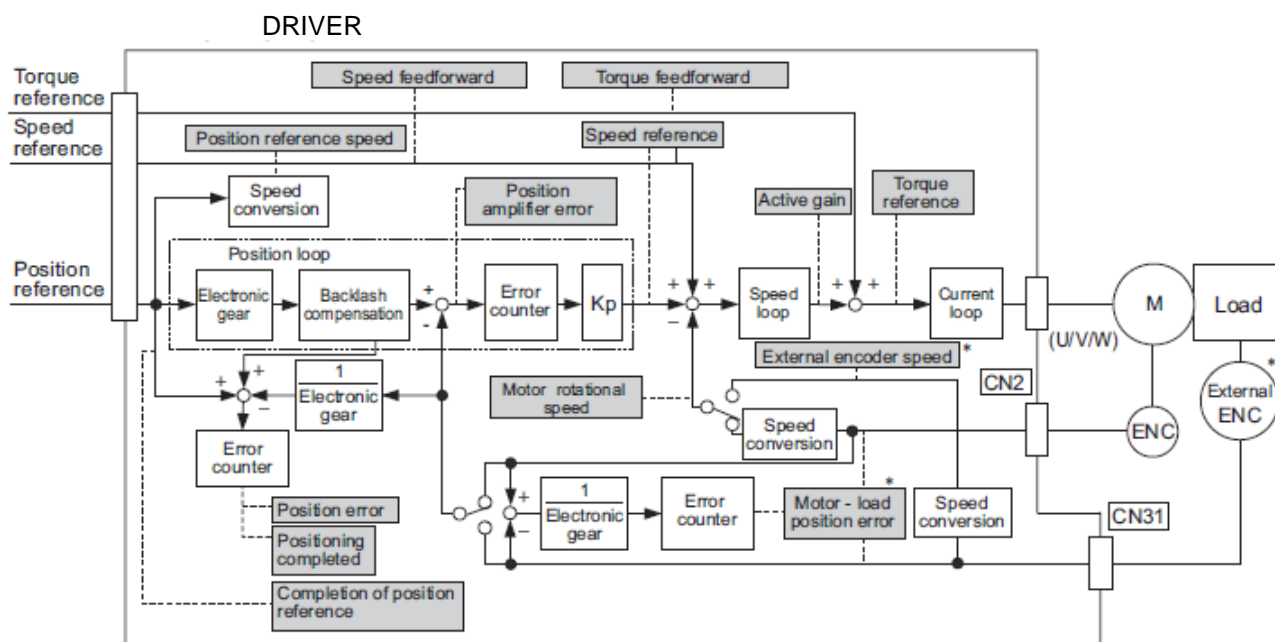 DRIVER
Torque
reference
Speed
reference
Position
reference
Speed feedforward
Torque feedforward
Position reference speed
Speed reference
Speed
conversion
Position
amplifier error
Active gain
Torque
reference
Position loop
Electronic
gear
Backlash
compensation
+
-
Error
counter
Kp
+
+
−
Speed
loop
+
+
Current
loop
M
Load
(U/V/W)
External encoder speed *
+
+
−
1
Electronic
gear
Motor rotational
speed
CN2
*
External
ENC
Speed
conversion
ENC
Error
counter
+
−
1
Electronic
gear
Error
counter
*
Motor - load
position error
Speed
conversion
CN31
Position error
Positioning
completed
Completion of position
reference